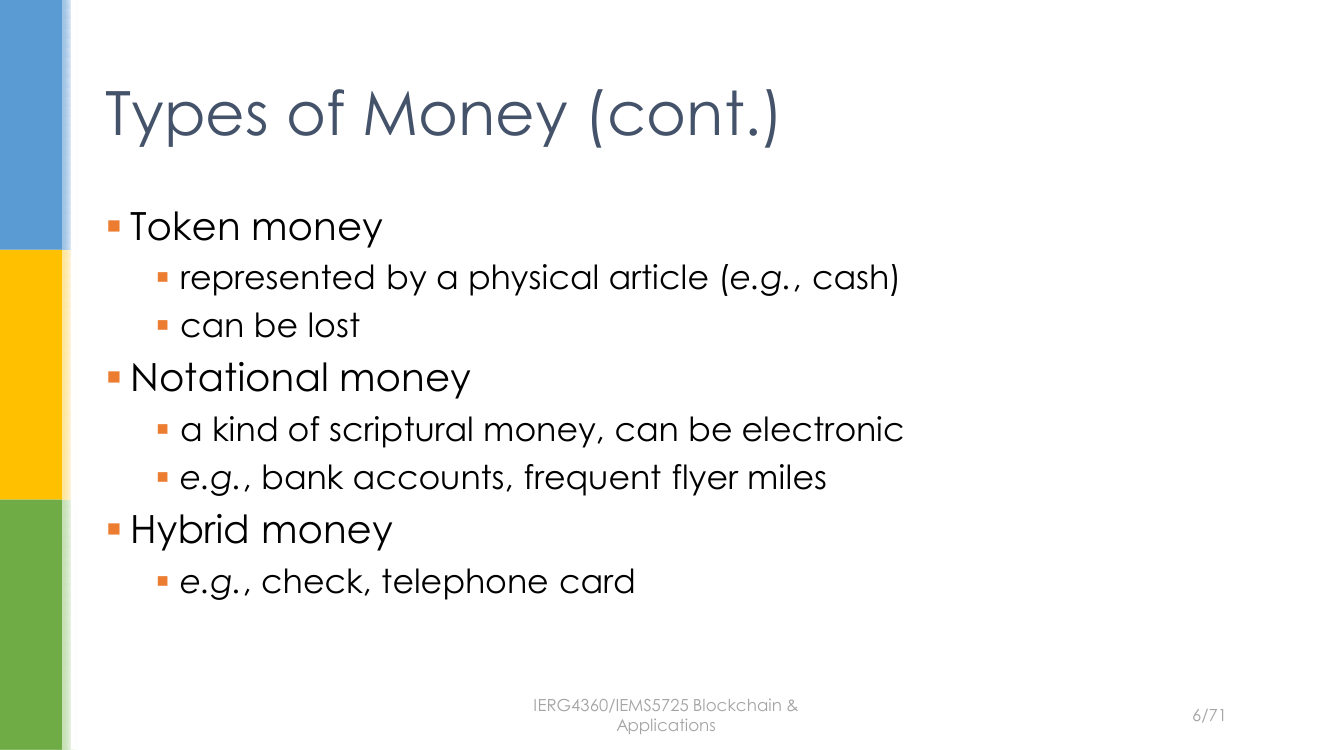 Types of Money (cont.)
Token money
represented by a physical article (e.g., cash)
can be lost
Notational money
a kind of scriptural money, can be electronic
e.g., bank accounts, frequent flyer miles
Hybrid money
e.g., check, telephone card
IERG4360/IEMS5725 Blockchain &
Applications
6/71